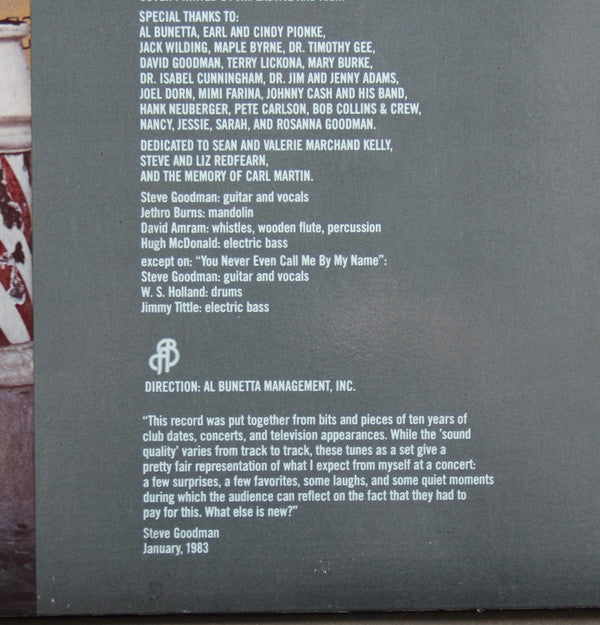 SPECIAL THANKS TO:
AL BUNETTA, EARL AND CINDY PIONKE,
JACK WILDING, MAPLE BYRNE, DR. TIMOTHY GEE,
DAVID GOODMAN, TERRY LICKONA, MARY BURKE,
DR. ISABEL CUNNINGHAM, DR. JIM AND JENNY ADAMS,
JOEL DORN, MIMI FARINA, JOHNNY CASH AND HIS BAND,
HANK NEUBERGER, PETE CARLSON, BOB COLLINS & CREW,
NANCY, JESSIE, SARAH, AND ROSANNA GOODMAN.
DEDICATED TO SEAN AND VALERIE MARCHAND KELLY,
STEVE AND LIZ REDFEARN,
AND THE MEMORY OF CARL MARTIN.
Steve Goodman: guitar and vocals
Jethro Burns: mandolin
David Amram: whistles, wooden flute, percussion
Hugh McDonald: electric bass
except on: “You Never Even Call Me By My Name”:
Steve Goodman: guitar and vocals
W. S. Holland: drums
Jimmy Tittle: electric bass
DIRECTION: AL BUNETTA MANAGEMENT, INC.
“This record was put together from bits and pieces of ten years of
club dates, concerts, and television appearances. While the 'sound
quality' varies from track to track, these tunes as a set give a
pretty fair representation of what I expect from myself at a concert:
a few surprises, a few favorites, some laughs, and some quiet moments
during which the audience can reflect on the fact that they had to
pay for this. What else is new?”
Steve Goodman
January, 1983